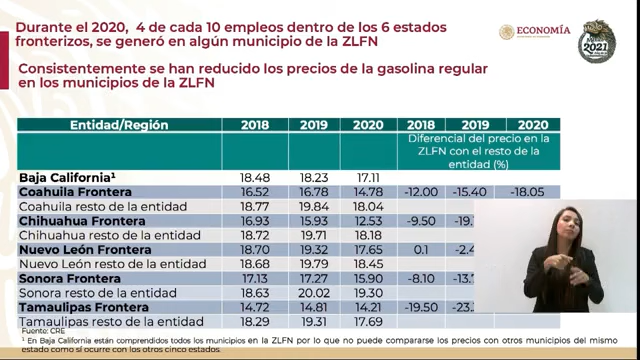 Durante el 2020, 4 de cada 10 empleos dentro de los 6 estados
fronterizos, se generó en algún municipio de la ZLFN
ECONOMÍA
2021
Consistentemente se han reducido los precios de la gasolina regular
en los municipios de la ZLFN
Entidad/Región 2018 2019 2020 2018 2019 2020
Diferencial del precio en la
ZLFN con el resto de la
entidad (%)
Baja California¹ 18.48 18.23 17.11
Coahuila Frontera 16.52 16.78 14.78 -12.00 -15.40 -18.05
Coahuila resto de la entidad 18.77 19.84 18.04
Chihuahua Frontera 16.93 15.93 12.53 -9.50 -19.
Chihuahua resto de la entidad 18.72 19.71 18.18
Nuevo León Frontera 18.70 19.32 17.65 0.1 -2.4
Nuevo León resto de la entidad 18.68 19.79 18.45
Sonora Frontera 17.13 17.27 15.90 -8.10 -13.
Sonora resto de la entidad 18.63 20.02 19.30
Tamaulipas Frontera 14.72 14.81 14.21 -19.50 -23.
Tamaulipas resto de la entidad 18.29 19.31 17.69
Fuente: CRE
¹ En Baja California están comprendidos todos los municipios en la ZLFN por lo que no puede compararse los precios con otros municipios del mismo
estado como si ocurre con los otros cinco estados.